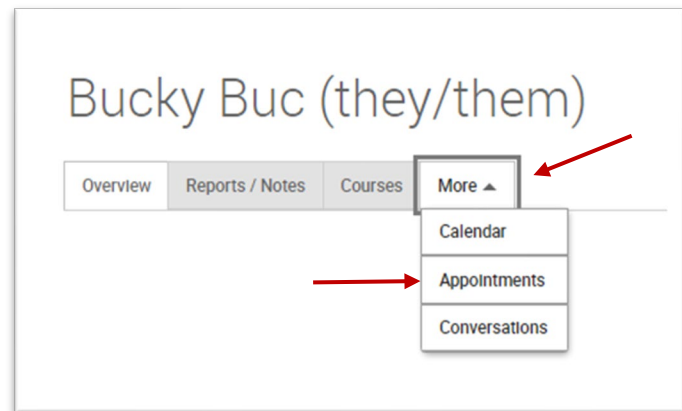 Bucky Buc (they/them)
Overview Reports / Notes Courses More
Calendar
Appointments
Conversations